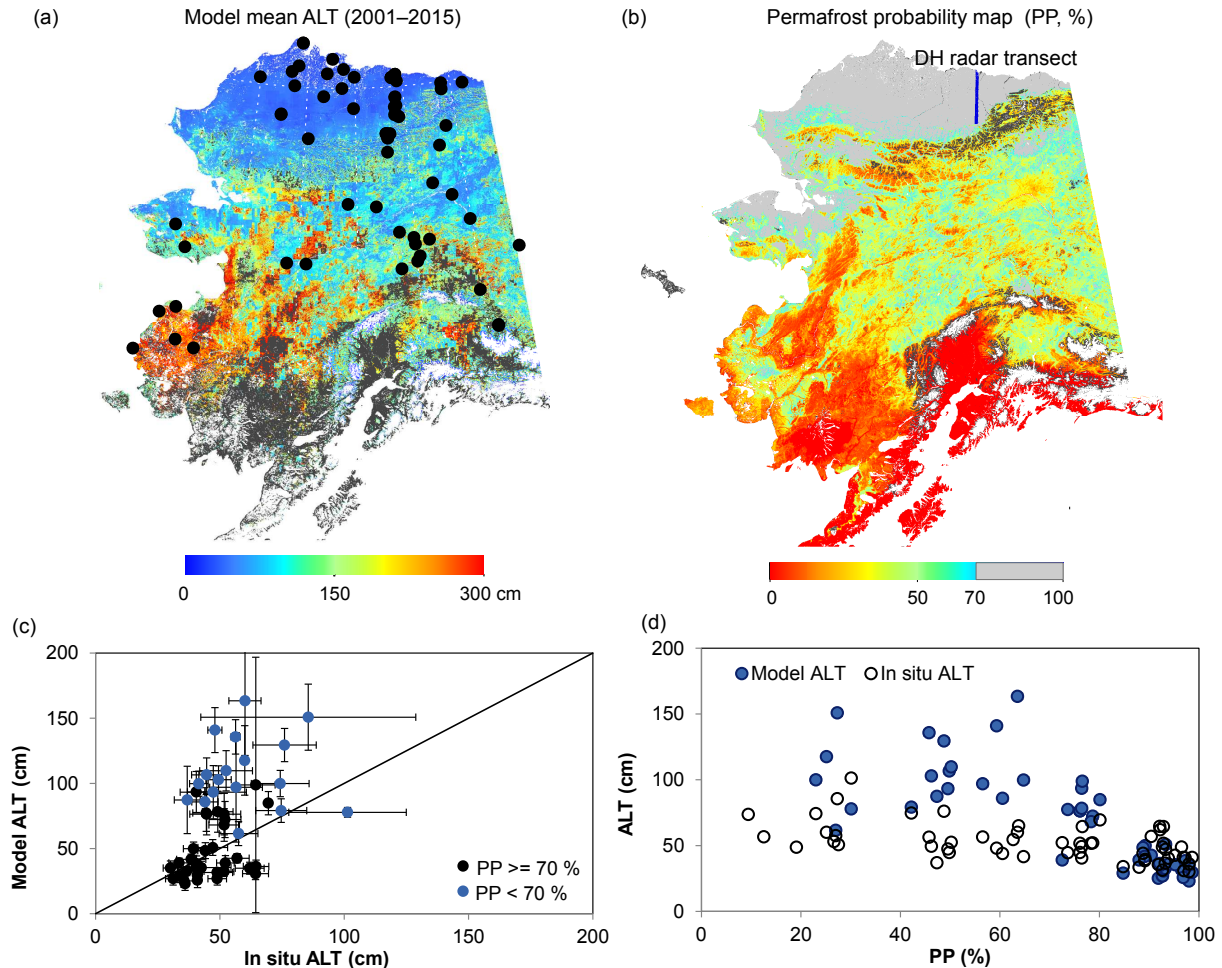 (a) Model mean ALT (2001–2015)
0 150 300 cm
(b) Permafrost probability map (PP, %)
DH radar transect
0 50 70 100
(c)
200
150
100
50
0
Model ALT (cm)
PP >= 70 %
PP < 70 %
0 50 100 150 200
In situ ALT (cm)
(d)
200
150
100
50
0
ALT (cm)
Model ALT In situ ALT
0 20 40 60 80 100
PP (%)